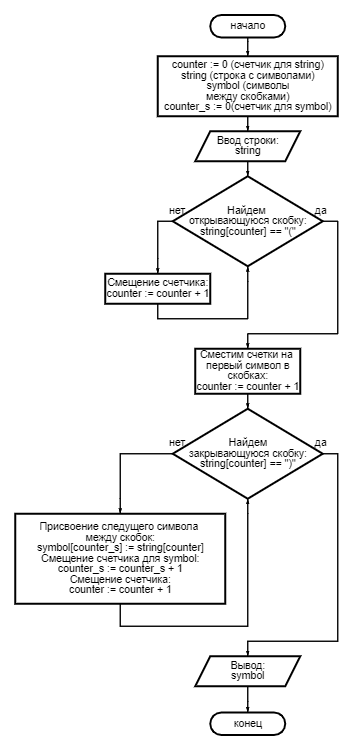 начало
counter := 0 (счетчик для string)
string (строка с символами)
symbol (символы
между скобками)
counter_s := 0(счетчик для symbol)
Ввод строки:
string
нет
Найдем
да
открывающуюся скобку:
string[counter] == "("
Смещение счетчика:
counter := counter + 1
Сместим счетки на
первый символ в
скобках:
counter := counter + 1
нет
Найдем
да
закрывающуюся скобку:
string[counter] == ")"
Присвоение следущего символа
между скобок:
symbol[counter_s] := string[counter]
Смещение счетчика для symbol:
counter_s := counter_s + 1
Смещение счетчика:
counter := counter + 1
Вывод:
symbol
конец